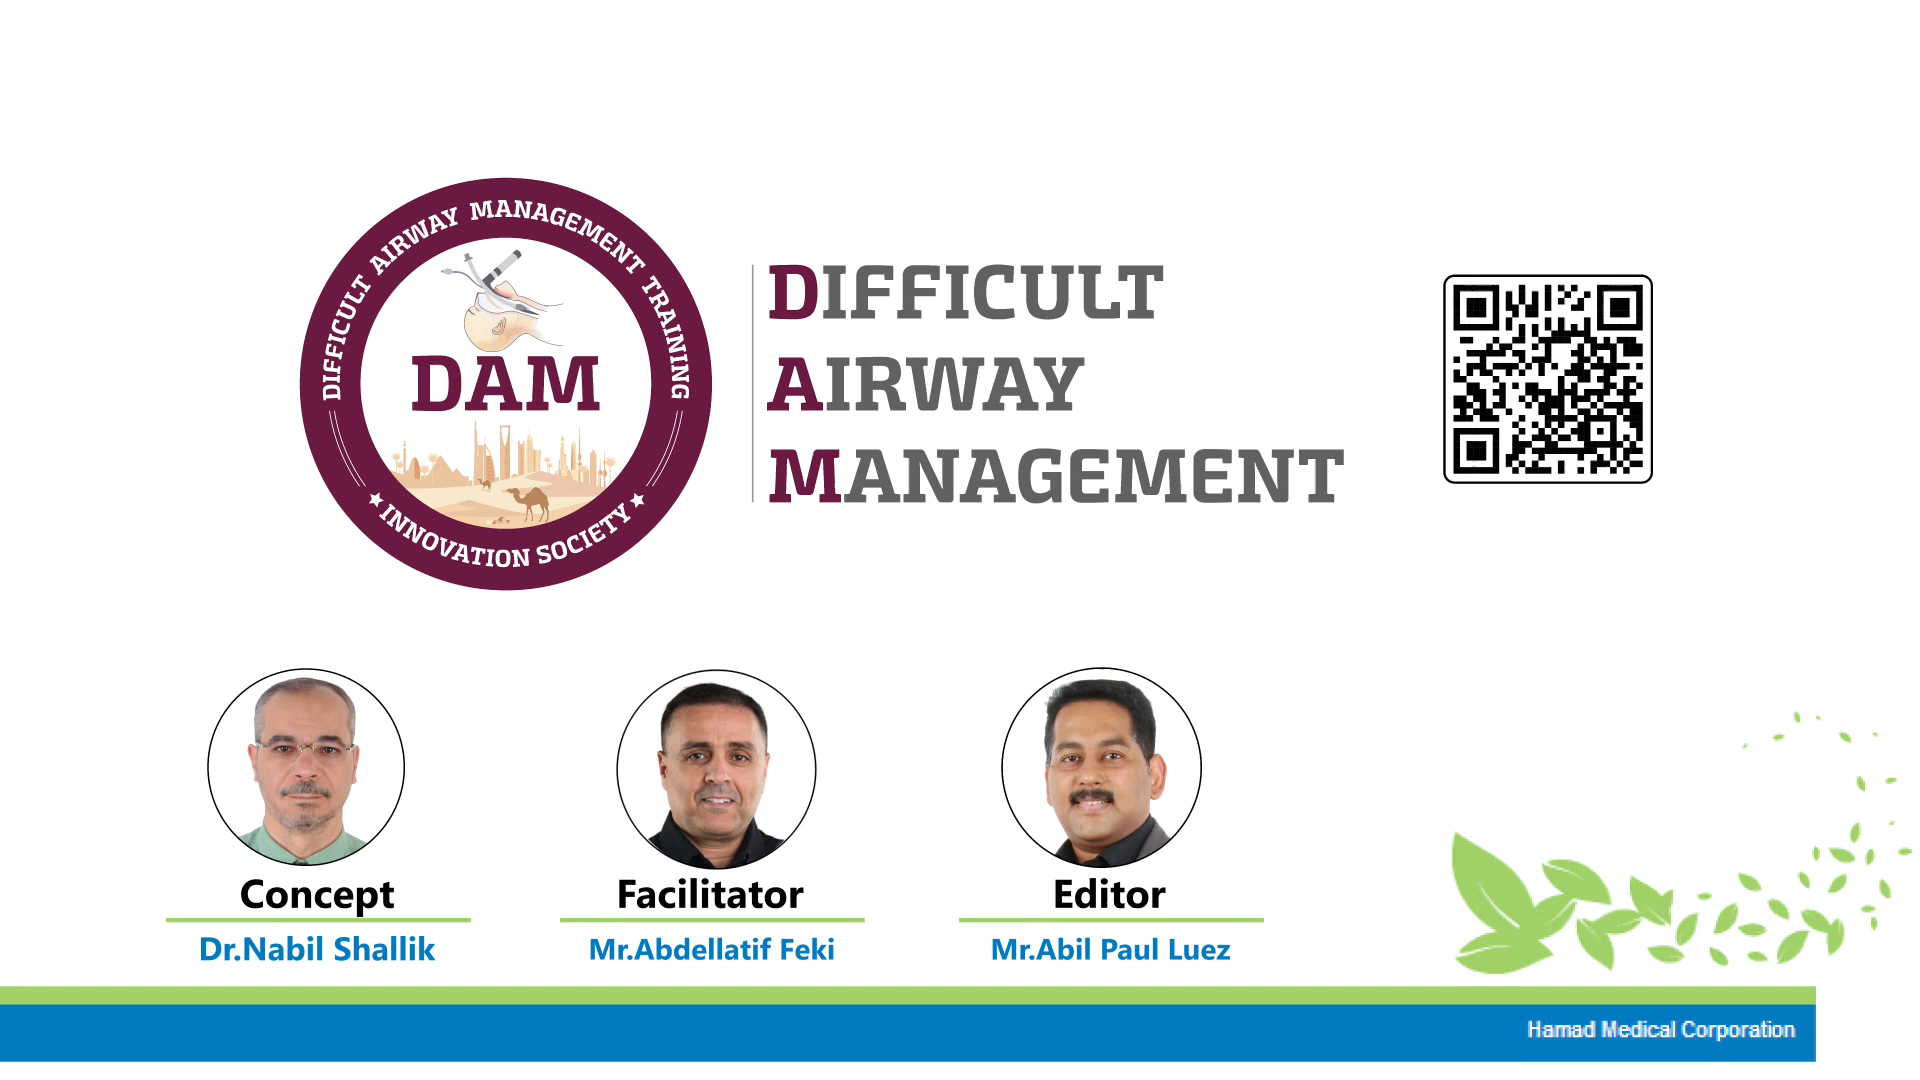 DIFFICULT AIRWAY MANAGEMENT TRAINING
DAM
INNOVATION SOCIETY
DIFFICULT
AIRWAY
MANAGEMENT
Concept
Dr.Nabil Shallik
Facilitator
Mr.Abdellatif Feki
Editor
Mr.Abil Paul Luez
Hamad Medical Corporation